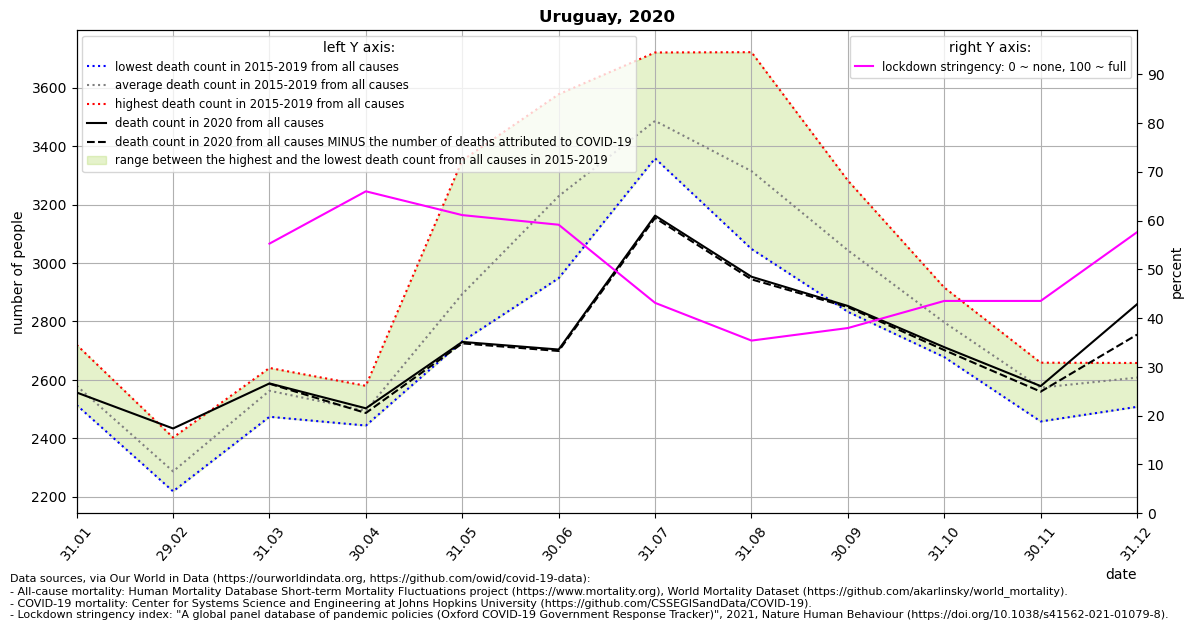 Uruguay, 2020
left Y axis:
lowest death count in 2015-2019 from all causes
average death count in 2015-2019 from all causes
highest death count in 2015-2019 from all causes
death count in 2020 from all causes
death count in 2020 from all causes MINUS the number of deaths attributed to COVID-19
range between the highest and the lowest death count from all causes in 2015-2019
right Y axis:
lockdown stringency: 0 ~ none, 100 ~ full
number of people
3600
3400
3200
3000
2800
2600
2400
2200
percent
90
80
70
60
50
40
30
20
10
0
31.01
29.02
31.03
30.04
31.05
30.06
31.07
31.08
30.09
31.10
30.11
31.12
date
Data sources, via Our World in Data (https://ourworldindata.org, https://github.com/owid/covid-19-data):
- All-cause mortality: Human Mortality Database Short-term Mortality Fluctuations project (https://www.mortality.org), World Mortality Dataset (https://github.com/akarlinsky/world_mortality).
- COVID-19 mortality: Center for Systems Science and Engineering at Johns Hopkins University (https://github.com/CSSEGISandData/COVID-19).
- Lockdown stringency index: "A global panel database of pandemic policies (Oxford COVID-19 Government Response Tracker)", 2021, Nature Human Behaviour (https://doi.org/10.1038/s41562-021-01079-8).